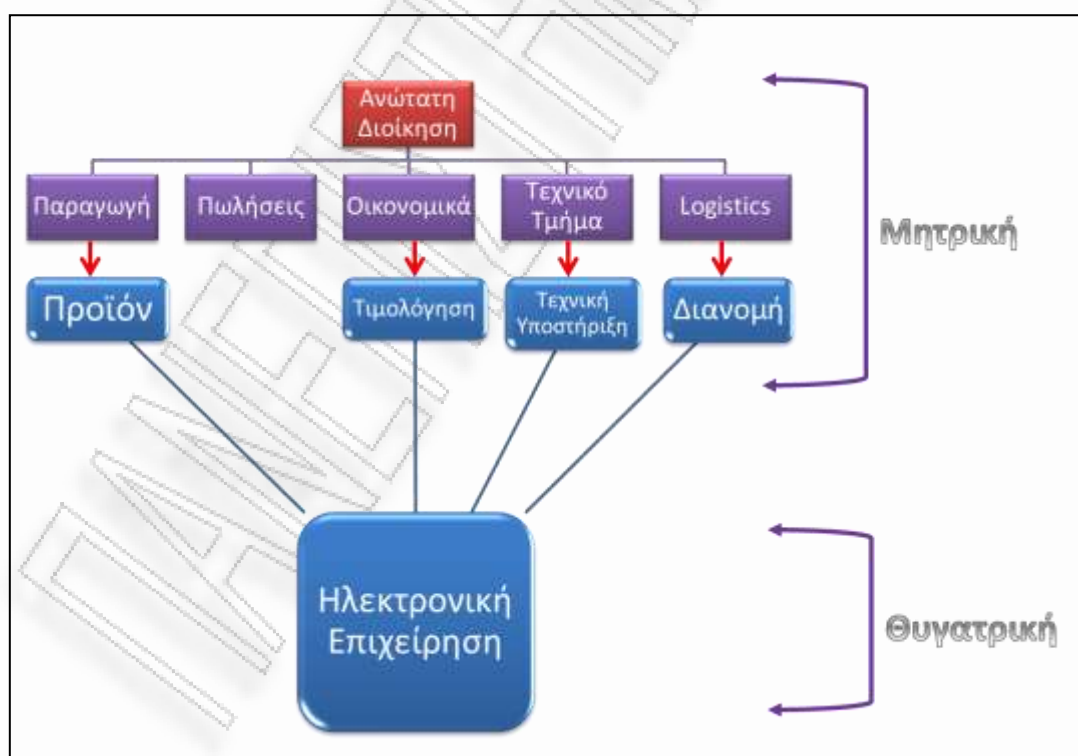 Ανώτατη
Διοίκηση
Παραγωγή
Πωλήσεις
Οικονομικά
Τεχνικό
Τμήμα
Logistics
Μητρική
Προϊόν
Τιμολόγηση
Τεχνική
Υποστήριξη
Διανομή
Ηλεκτρονική
Επιχείρηση
Θυγατρική